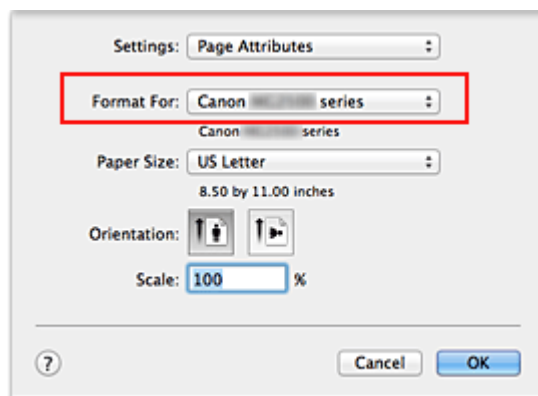 Settings: Page Attributes
Format For: Canon series
Canon series
Paper Size: US Letter
8.50 by 11.00 inches
Orientation:
Scale: 100 %
? Cancel OK